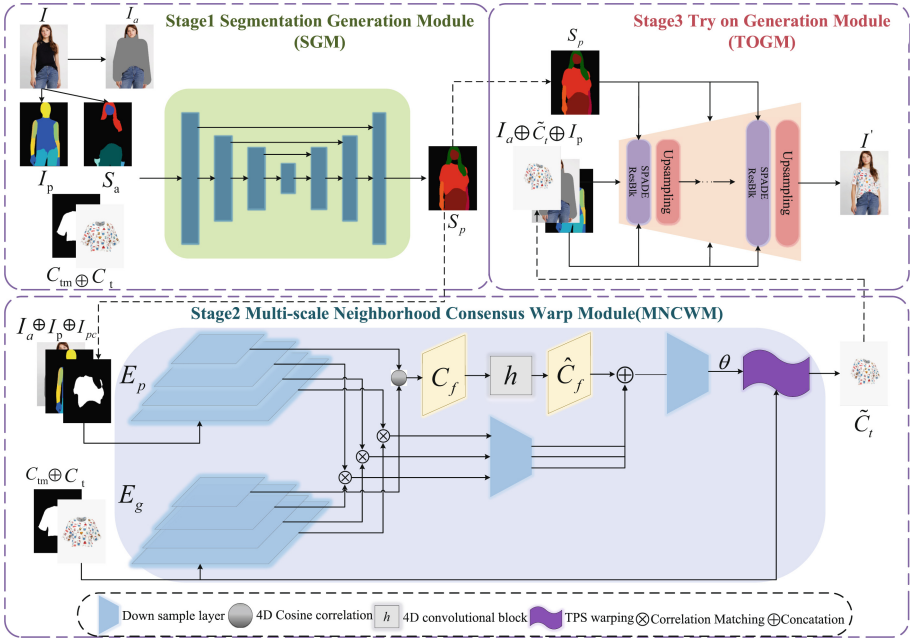 Stage1 Segmentation Generation Module
(SGM)
I
I_a
I_p
S_a
C_tm ⊕ C_t
S_p
Stage3 Try on Generation Module
(TOGM)
S_p
I_a ⊕ C̃_t ⊕ I_p
SPADE
ResBlk
Upsampling
SPADE
ResBlk
Upsampling
I'
Stage2 Multi-scale Neighborhood Consensus Warp Module(MNCWM)
I_a ⊕ I_p ⊕ I_pc
E_p
C_f
h
Ĉ_f
θ
C̃_t
C_tm ⊕ C_t
E_g
Down sample layer
4D Cosine correlation
h
4D convolutional block
TPS warping
⊗Correlation Matching
⊕Concatation